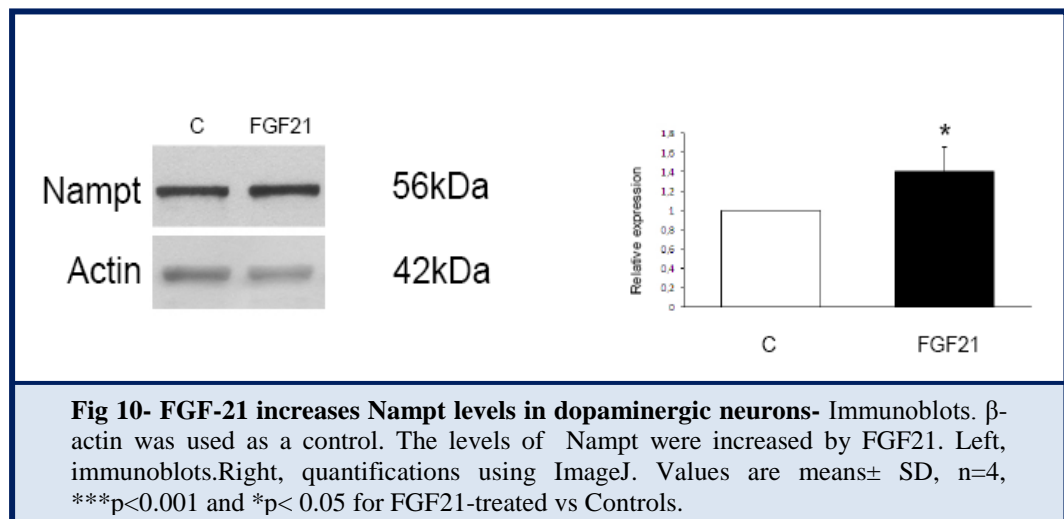 C FGF21
Nampt 56kDa
Actin 42kDa
*
Relative expression
1,8
1,6
1,4
1,2
1
0,8
0,6
0,4
0,2
0
C FGF21
Fig 10- FGF-21 increases Nampt levels in dopaminergic neurons- Immunoblots. β-
actin was used as a control. The levels of Nampt were increased by FGF21. Left,
immunoblots.Right, quantifications using ImageJ. Values are means± SD, n=4,
***p<0.001 and *p< 0.05 for FGF21-treated vs Controls.